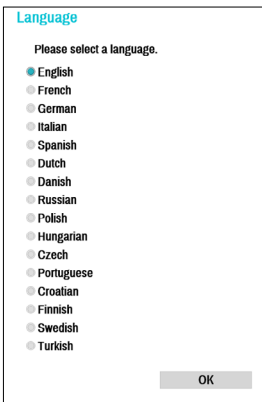 Language
Please select a language.
English
French
German
Italian
Spanish
Dutch
Danish
Russian
Polish
Hungarian
Czech
Portuguese
Croatian
Finnish
Swedish
Turkish
OK